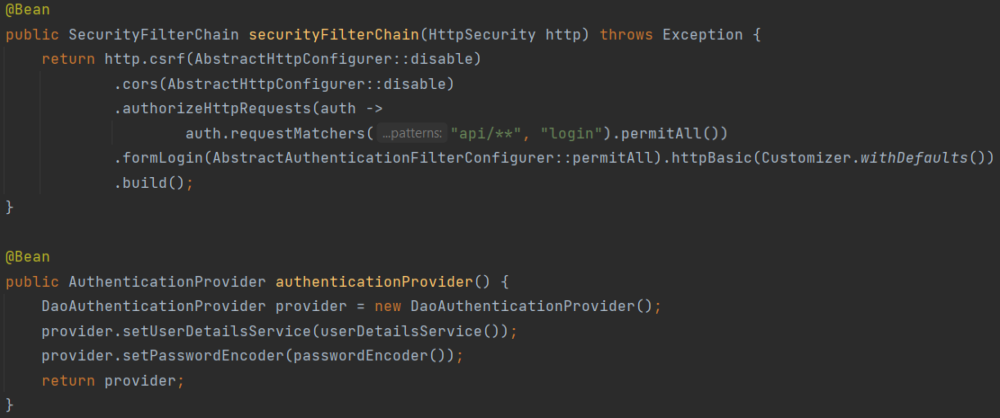 @Bean
public SecurityFilterChain securityFilterChain(HttpSecurity http) throws Exception {
    return http.csrf(AbstractHttpConfigurer::disable)
            .cors(AbstractHttpConfigurer::disable)
            .authorizeHttpRequests(auth ->
                    auth.requestMatchers( ...patterns: "api/**", "login").permitAll())
            .formLogin(AbstractAuthenticationFilterConfigurer::permitAll).httpBasic(Customizer.withDefaults())
            .build();
}

@Bean
public AuthenticationProvider authenticationProvider() {
    DaoAuthenticationProvider provider = new DaoAuthenticationProvider();
    provider.setUserDetailsService(userDetailsService());
    provider.setPasswordEncoder(passwordEncoder());
    return provider;
}